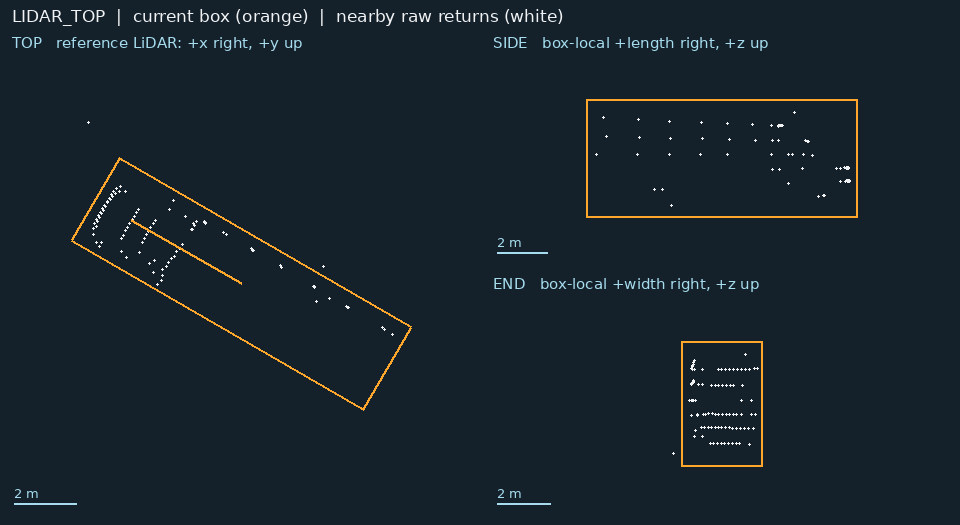 LIDAR_TOP | current box (orange) | nearby raw returns (white)
TOP reference LiDAR: +x right, +y up
SIDE box-local +length right, +z up
2 m
END box-local +width right, +z up
2 m
2 m